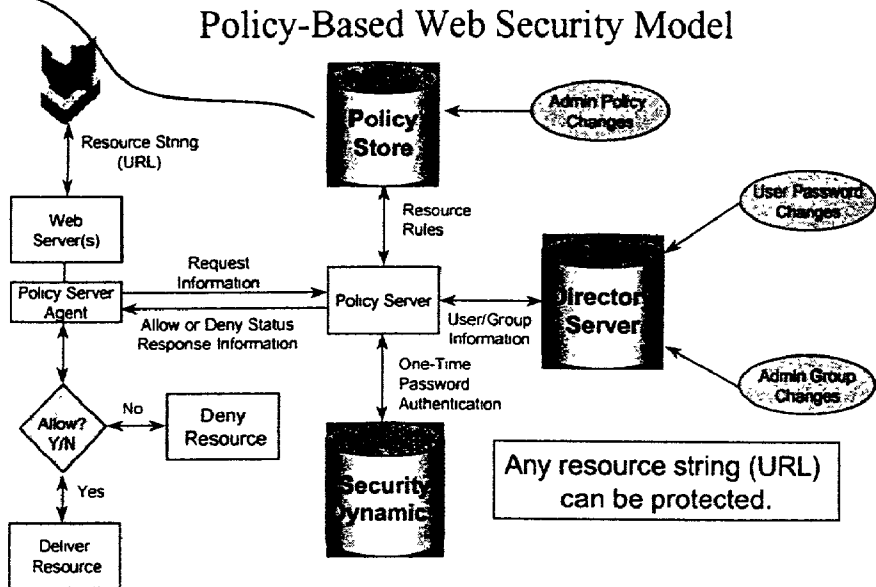 Policy-Based Web Security Model
Policy
Store
Admin Policy
Changes
Resource String
(URL)
Web
Server(s)
Resource
Rules
User Password
Changes
Request
Information
Policy Server
Agent
Policy Server
Director
Server
Allow or Deny Status
Response Information
User/Group
Information
One-Time
Password
Authentication
Admin Group
Changes
Allow?
Y/N
No
Deny
Resource
Yes
Security
Dynamic
Any resource string (URL)
can be protected.
Deliver
Resource